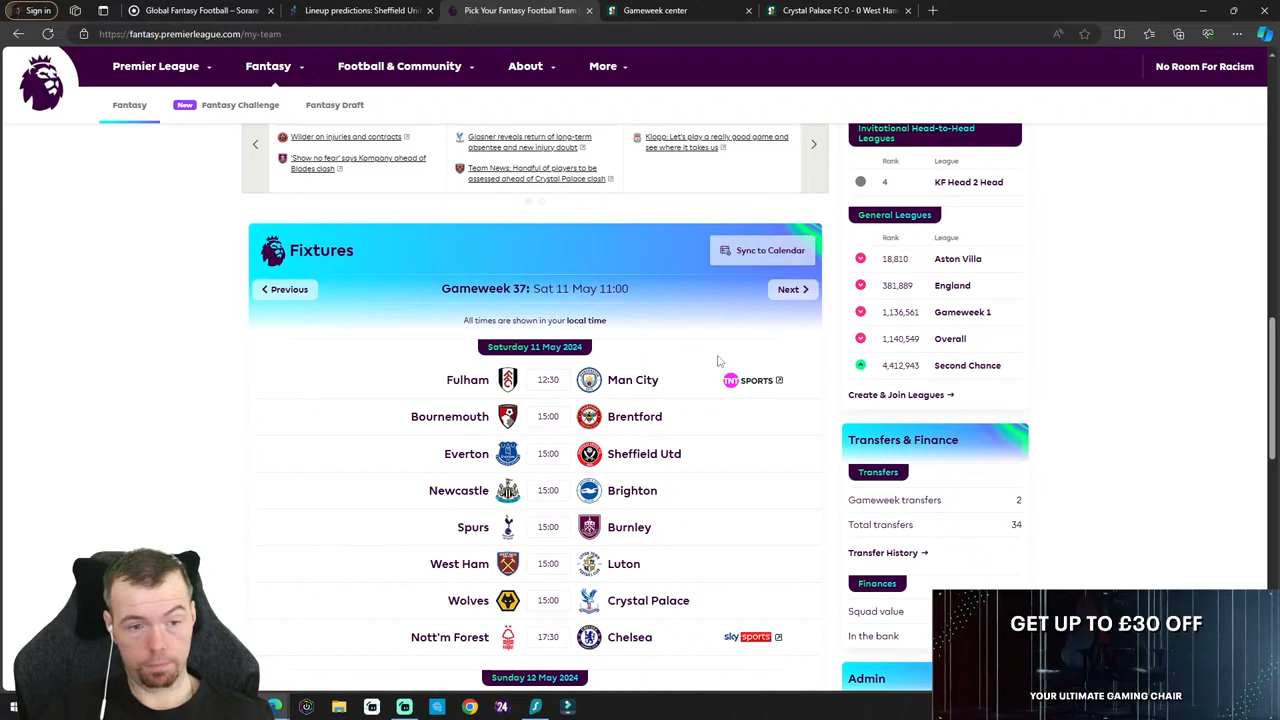 Sign in
Global Fantasy Football – Sorare
Lineup predictions: Sheffield Unit
Pick Your Fantasy Football Team
Gameweek center
Crystal Palace FC 0 - 0 West Ham
https://fantasy.premierleague.com/my-team
Premier League
Fantasy
Football & Community
About
More
No Room For Racism
Fantasy
New Fantasy Challenge
Fantasy Draft
Wilder on injuries and contracts
'Show no fear' says Kompany ahead of
Blades clash
Glasner reveals return of long-term
absentee and new injury doubt
Team News: Handful of players to be
assessed ahead of Crystal Palace clash
Klopp: Let's play a really good game and
see where it takes us
Fixtures
Sync to Calendar
Previous
Gameweek 37: Sat 11 May 11:00
Next
All times are shown in your local time
Saturday 11 May 2024
Fulham 12:30 Man City TNT SPORTS
Bournemouth 15:00 Brentford
Everton 15:00 Sheffield Utd
Newcastle 15:00 Brighton
Spurs 15:00 Burnley
West Ham 15:00 Luton
Wolves 15:00 Crystal Palace
Nott'm Forest 17:30 Chelsea sky sports
Sunday 12 May 2024
Invitational Head-to-Head
Leagues
Rank League
4 KF Head 2 Head
General Leagues
Rank League
18,810 Aston Villa
381,889 England
1,136,561 Gameweek 1
1,140,549 Overall
4,412,943 Second Chance
Create & Join Leagues
Transfers & Finance
Transfers
Gameweek transfers 2
Total transfers 34
Transfer History
Finances
Squad value
In the bank
Admin
GET UP TO £30 OFF
YOUR ULTIMATE GAMING CHAIR